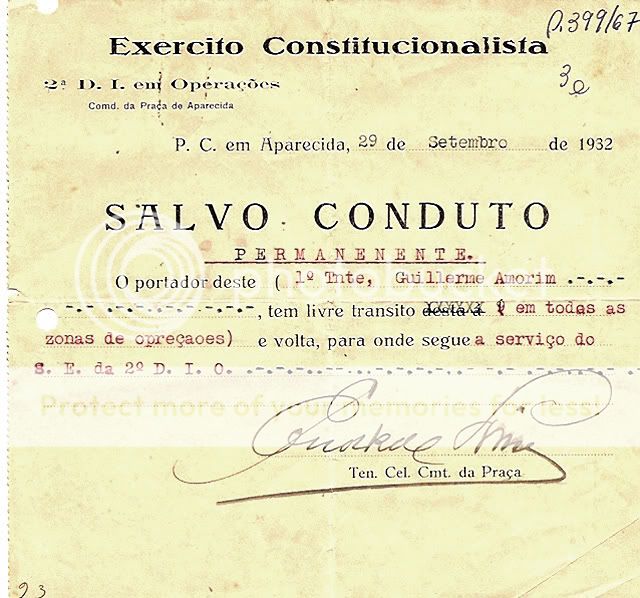 P.399/67
Exercito Constitucionalista
3
2ª D. I. em Operações
Comd. da Praça de Aparecida
P. C. em Aparecida, 29 de Setembro de 1932
SALVO CONDUTO
PERMANENENTE.
O portador deste ( 1º Tnte, Guillerme Amorim .-.-.-
-.- .-.-.-.-.-.-., tem livre transito desta á ( em todas as
zonas de opreçaoes) e volta, para onde segue a serviço do
S. E. da 2º D. I. O. .-.-.-.-.-.-.-.-.-.-.-.-.-.-.-.-.-.
Protect more of your memories for less!
Ten. Cel. Cmt. da Praça
23